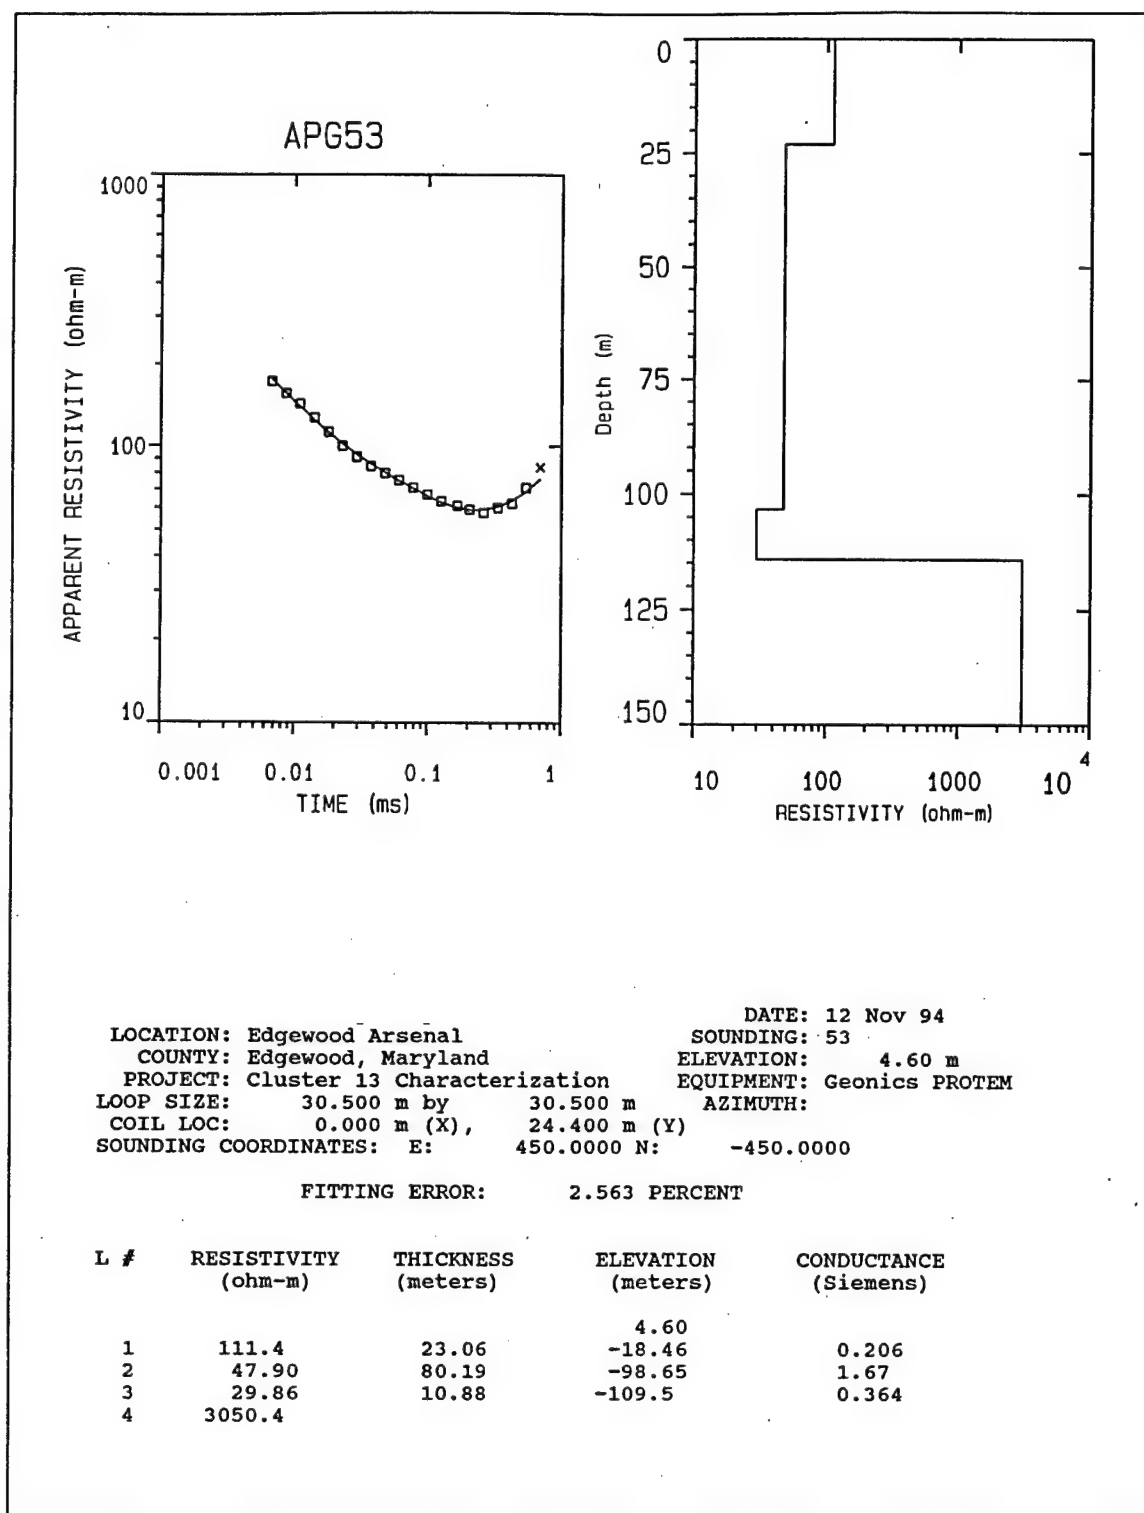 APG53
1000
100
10
APPARENT RESISTIVITY (ohm-m)
0.001 0.01 0.1 1
TIME (ms)
0
25
50
75
100
125
150
Depth (m)
10 100 1000 10 4
RESISTIVITY (ohm-m)
DATE: 12 Nov 94
LOCATION: Edgewood Arsenal SOUNDING: 53
COUNTY: Edgewood, Maryland ELEVATION: 4.60 m
PROJECT: Cluster 13 Characterization EQUIPMENT: Geonics PROTEM
LOOP SIZE: 30.500 m by 30.500 m AZIMUTH:
COIL LOC: 0.000 m (X), 24.400 m (Y)
SOUNDING COORDINATES: E: 450.0000 N: -450.0000
FITTING ERROR: 2.563 PERCENT
L # RESISTIVITY THICKNESS ELEVATION CONDUCTANCE
(ohm-m) (meters) (meters) (Siemens)
4.60
1 111.4 23.06 -18.46 0.206
2 47.90 80.19 -98.65 1.67
3 29.86 10.88 -109.5 0.364
4 3050.4